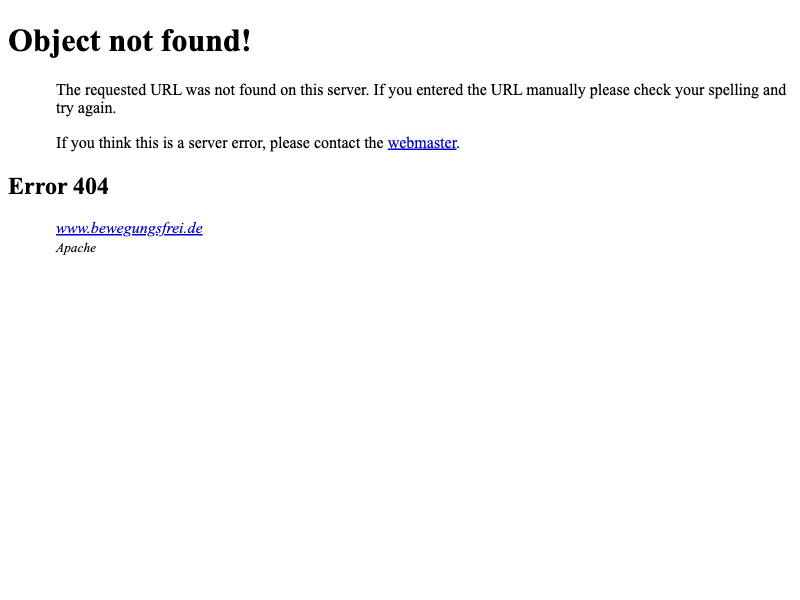 Object not found!
The requested URL was not found on this server. If you entered the URL manually please check your spelling and
try again.
If you think this is a server error, please contact the webmaster.
Error 404
www.bewegungsfrei.de
Apache